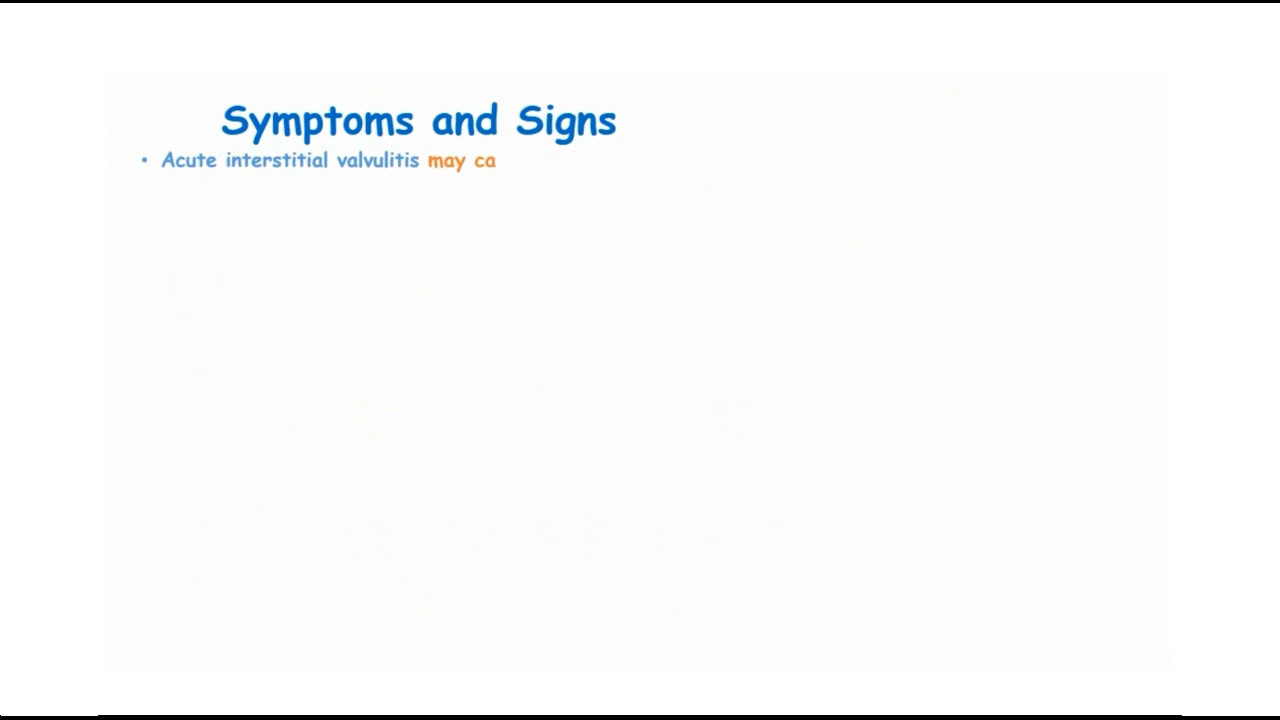 Symptoms and Signs
• Acute interstitial valvulitis may ca